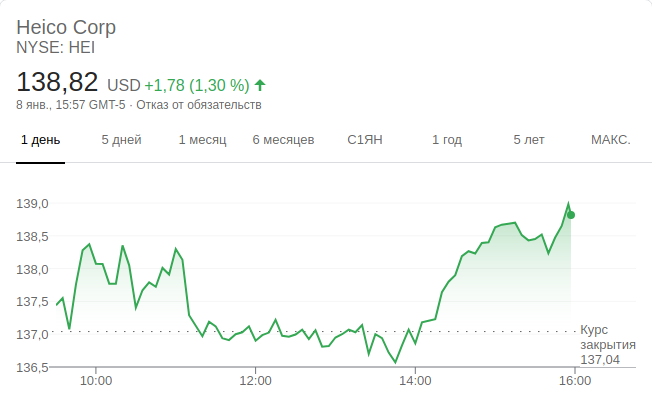 Heico Corp
NYSE: HEI
138,82 USD +1,78 (1,30 %)
8 янв., 15:57 GMT-5 · Отказ от обязательств
1 день 5 дней 1 месяц 6 месяцев С1ЯН 1 год 5 лет МАКС.
139,0
138,5
138,0
137,5
137,0
136,5
Курс
закрытия
137,04
10:00 12:00 14:00 16:00